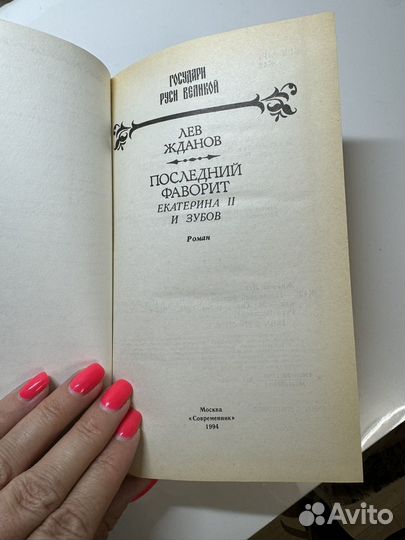 ГОСУДАРИ
РУСИ ВЕЛИКОЙ
ЛЕВ
ЖДАНОВ
ПОСЛЕДНИЙ
ФАВОРИТ
ЕКАТЕРИНА II
И ЗУБОВ
Роман
Москва
«Современник»
1994
Avito